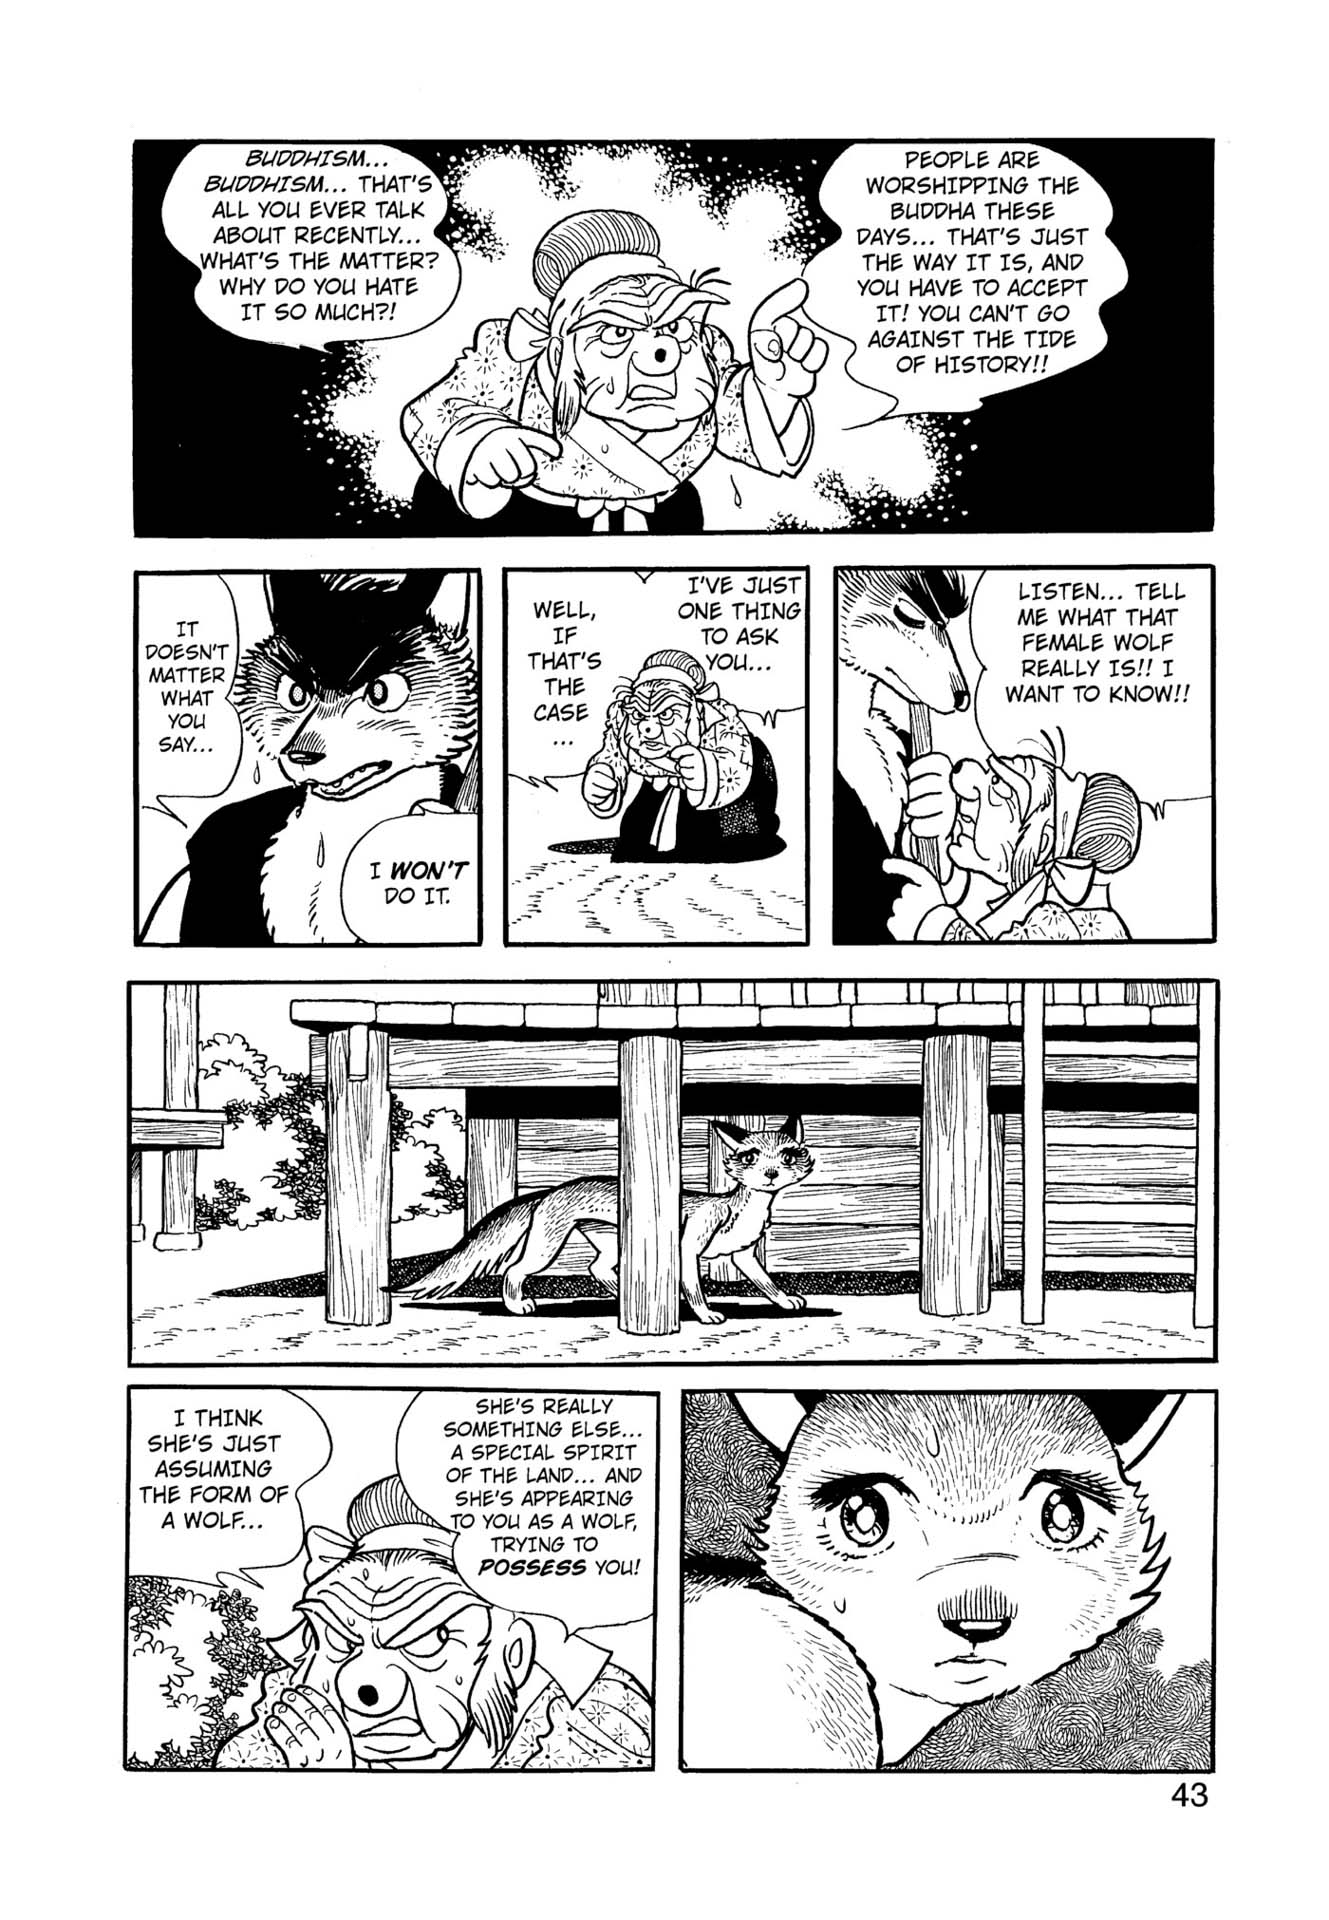 BUDDHISM...
BUDDHISM... THAT'S
ALL YOU EVER TALK
ABOUT RECENTLY...
WHAT'S THE MATTER?
WHY DO YOU HATE
IT SO MUCH?!
PEOPLE ARE
WORSHIPPING THE
BUDDHA THESE
DAYS... THAT'S JUST
THE WAY IT IS, AND
YOU HAVE TO ACCEPT
IT! YOU CAN'T GO
AGAINST THE TIDE
OF HISTORY!!
IT
DOESN'T
MATTER
WHAT
YOU
SAY...
I WON'T
DO IT.
WELL,
IF
THAT'S
THE
CASE
...
I'VE JUST
ONE THING
TO ASK
YOU...
LISTEN... TELL
ME WHAT THAT
FEMALE WOLF
REALLY IS!! I
WANT TO KNOW!!
I THINK
SHE'S JUST
ASSUMING
THE FORM OF
A WOLF...
SHE'S REALLY
SOMETHING ELSE...
A SPECIAL SPIRIT
OF THE LAND... AND
SHE'S APPEARING
TO YOU AS A WOLF,
TRYING TO
POSSESS YOU!
43